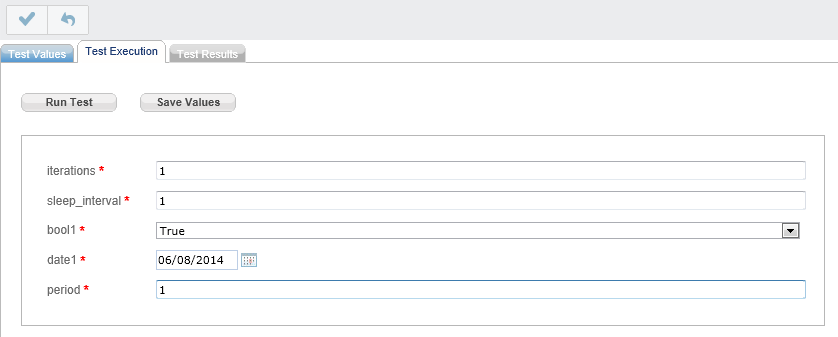 Test Values Test Execution Test Results
Run Test Save Values
iterations * 1
sleep_interval * 1
bool1 * True
date1 * 06/08/2014
period * 1